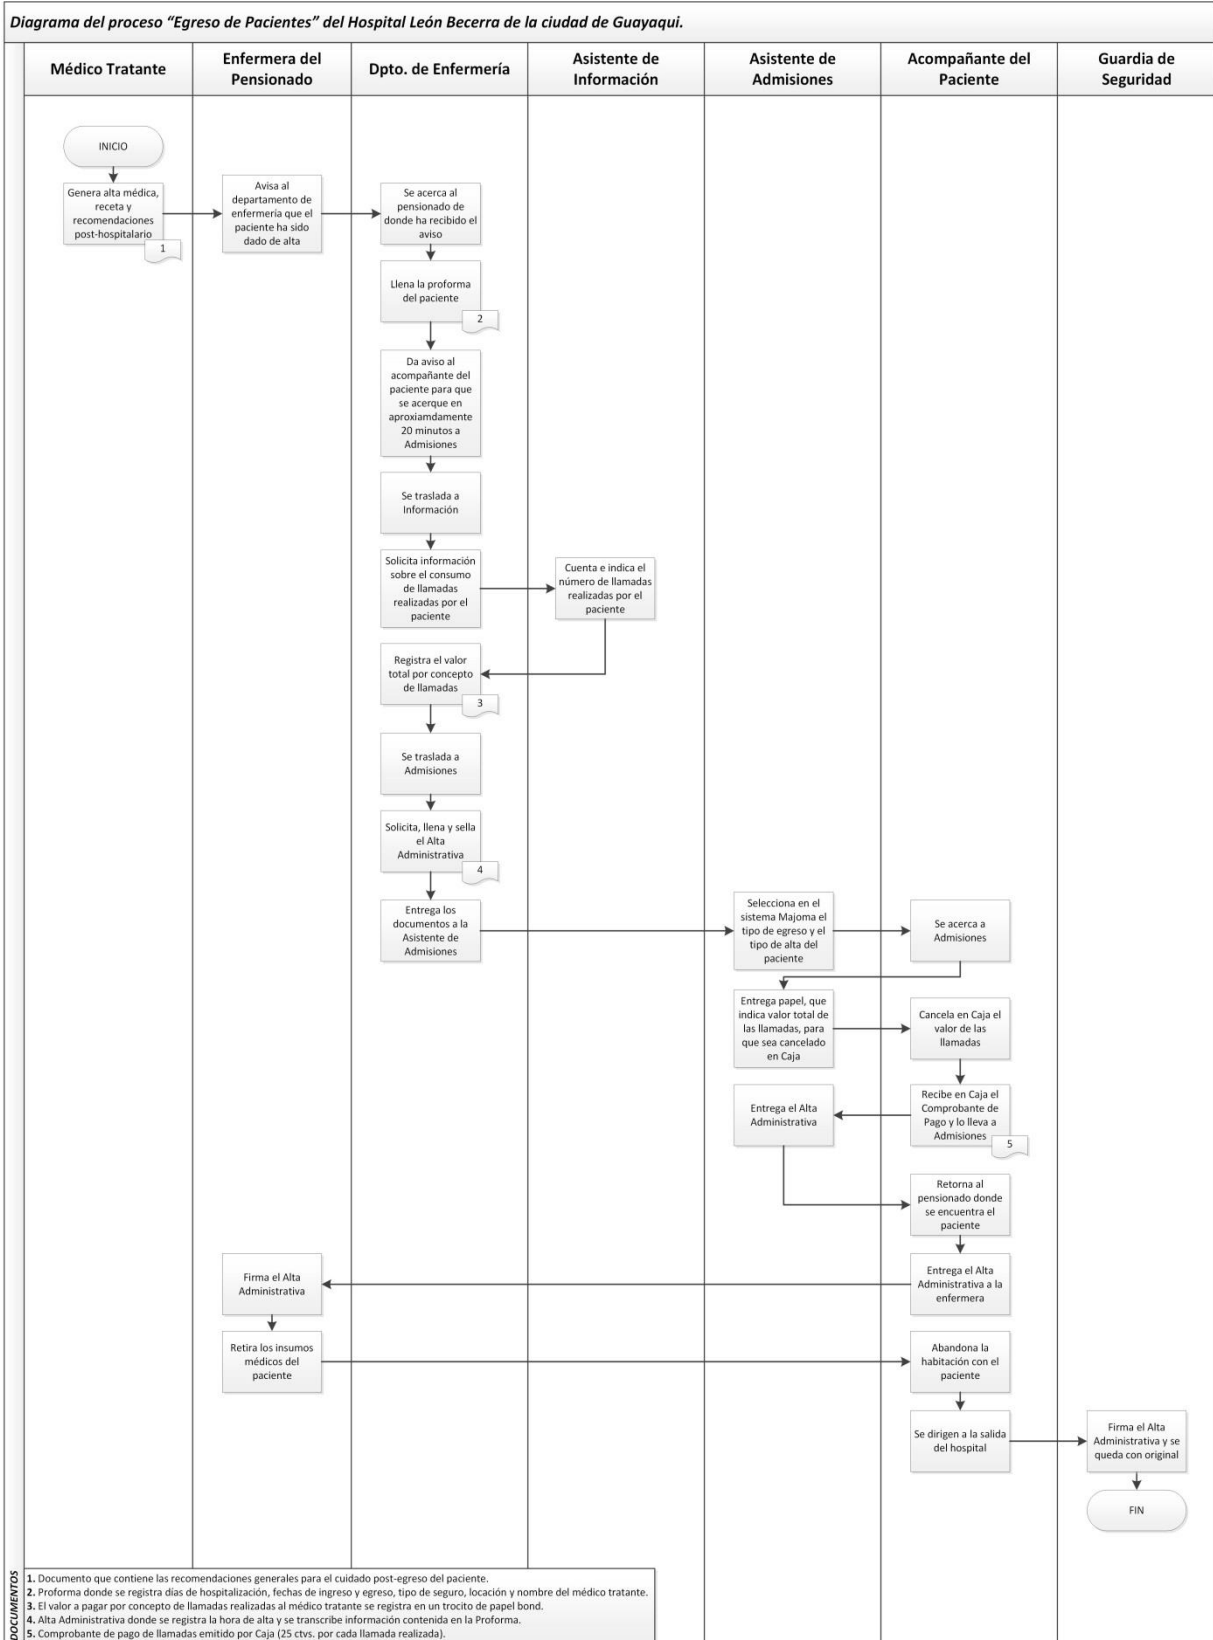 Diagrama del proceso “Egreso de Pacientes” del Hospital León Becerra de la ciudad de Guayaqui.
Médico Tratante
Enfermera del
Pensionado
Dpto. de Enfermería
Asistente de
Información
Asistente de
Admisiones
Acompañante del
Paciente
Guardia de
Seguridad
INICIO
Genera alta médica,
receta y
recomendaciones
post-hospitalario
1
Avisa al
departamento de
enfermería que el
paciente ha sido
dado de alta
Se acerca al
pensionado de
donde ha recibido el
aviso
Llena la proforma
del paciente
2
Da aviso al
acompañante del
paciente para que
se acerque en
aproxiamdamente
20 minutos a
Admisiones
Se traslada a
Información
Solicita información
sobre el consumo
de llamadas
realizadas por el
paciente
Cuenta e indica el
número de llamadas
realizadas por el
paciente
Registra el valor
total por concepto
de llamadas
3
Se traslada a
Admisiones
Solicita, llena y sella
el Alta
Administrativa
4
Entrega los
documentos a la
Asistente de
Admisiones
Selecciona en el
sistema Majoma el
tipo de egreso y el
tipo de alta del
paciente
Se acerca a
Admisiones
Entrega papel, que
indica valor total de
las llamadas, para
que sea cancelado
en Caja
Cancela en Caja el
valor de las
llamadas
Recibe en Caja el
Comprobante de
Pago y lo lleva a
Admisiones
5
Entrega el Alta
Administrativa
Retorna al
pensionado donde
se encuentra el
paciente
Entrega el Alta
Administrativa a la
enfermera
Firma el Alta
Administrativa
Retira los insumos
médicos del
paciente
Abandona la
habitación con el
paciente
Se dirigen a la salida
del hospital
Firma el Alta
Administrativa y se
queda con original
FIN
DOCUMENTOS
1. Documento que contiene las recomendaciones generales para el cuidado post-egreso del paciente.
2. Proforma donde se registra días de hospitalización, fechas de ingreso y egreso, tipo de seguro, locación y nombre del médico tratante.
3. El valor a pagar por concepto de llamadas realizadas al médico tratante se registra en un trocito de papel bond.
4. Alta Administrativa donde se registra la hora de alta y se transcribe información contenida en la Proforma.
5. Comprobante de pago de llamadas emitido por Caja (25 ctvs. por cada llamada realizada).